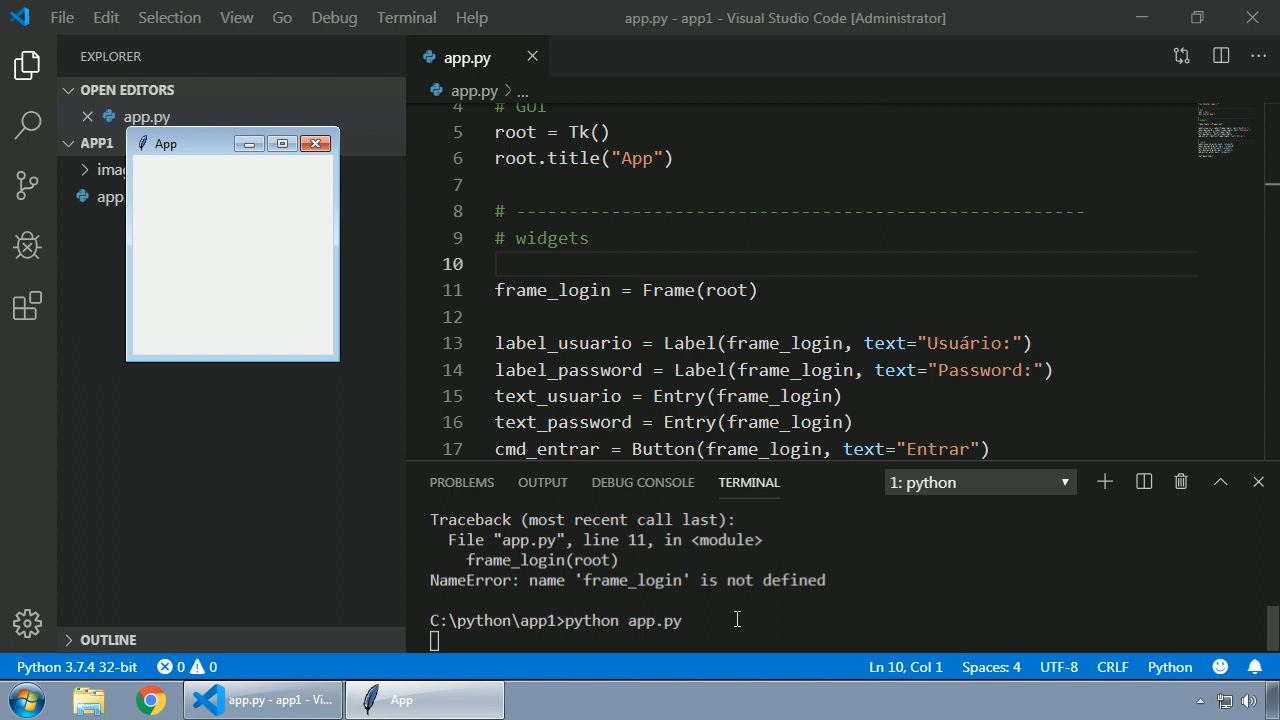 File Edit Selection View Go Debug Terminal Help
app.py - app1 - Visual Studio Code [Administrator]
EXPLORER
OPEN EDITORS
app.py
APP1
App
app.py
app.py > ...
4 # GUI
5 root = Tk()
6 root.title("App")
7
8 # ------------------------------------------------------
9 # widgets
10
11 frame_login = Frame(root)
12
13 label_usuario = Label(frame_login, text="Usuário:")
14 label_password = Label(frame_login, text="Password:")
15 text_usuario = Entry(frame_login)
16 text_password = Entry(frame_login)
17 cmd_entrar = Button(frame_login, text="Entrar")
PROBLEMS OUTPUT DEBUG CONSOLE TERMINAL
1: python
Traceback (most recent call last):
File "app.py", line 11, in <module>
frame_login(root)
NameError: name 'frame_login' is not defined
C:\python\app1>python app.py
OUTLINE
Python 3.7.4 32-bit 0 0
Ln 10, Col 1 Spaces: 4 UTF-8 CRLF Python
app.py - app1 - Vi...
App